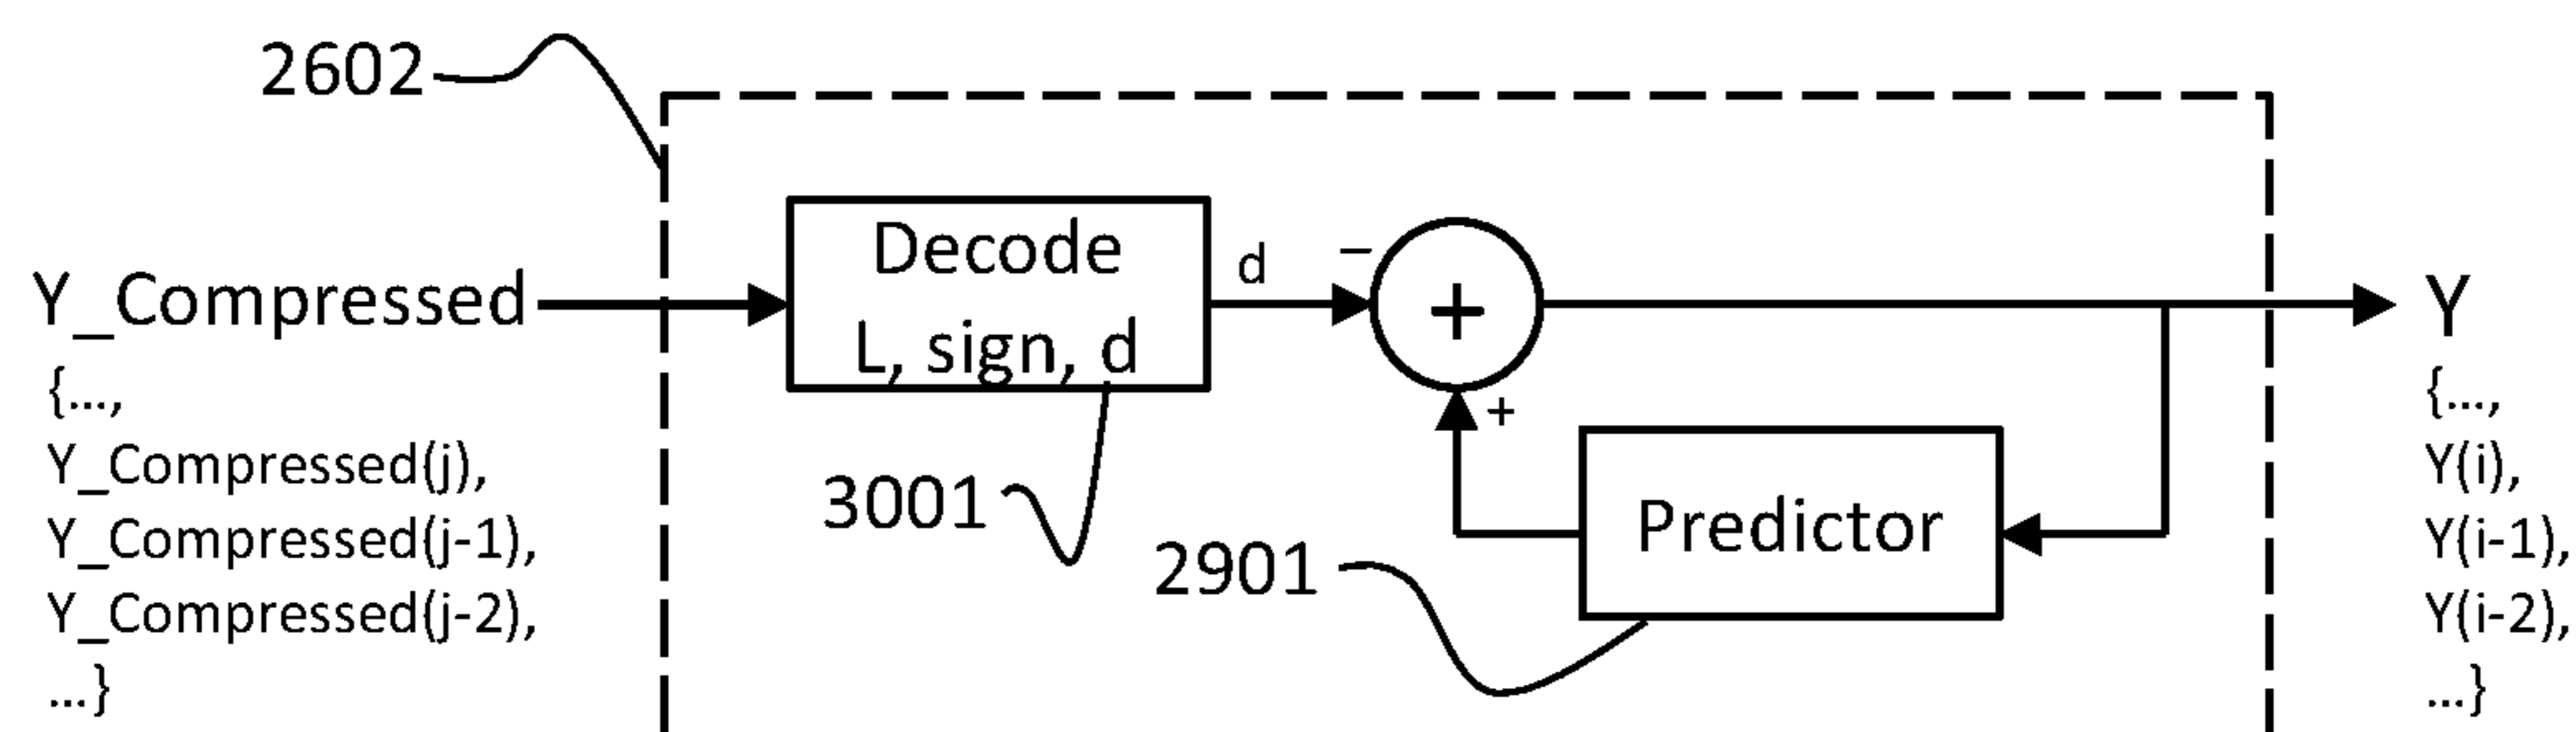 2602
Y_Compressed
{...,
Y_Compressed(j),
Y_Compressed(j-1),
Y_Compressed(j-2),
...}
Decode
L, sign, d
3001
d
−
+
+
Predictor
2901
Y
{...,
Y(i),
Y(i-1),
Y(i-2),
...}